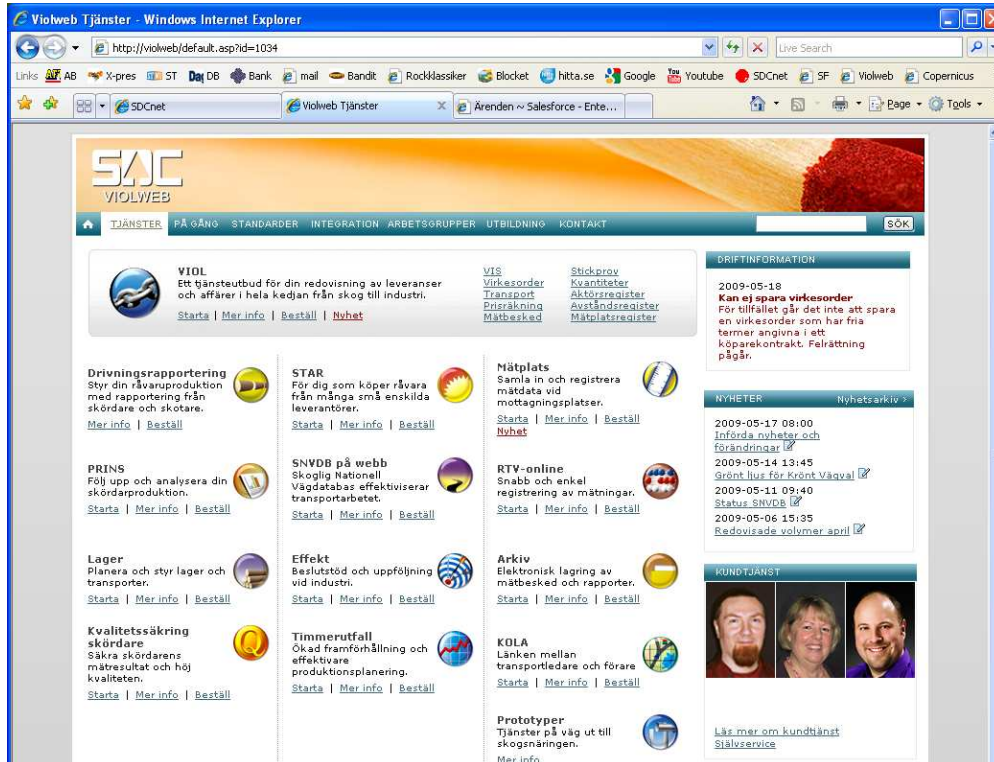 Violweb Tjänster - Windows Internet Explorer
http://violweb/default.asp?id=1034
Live Search
Links AB X-pres ST DB Bank mail Bandit Rockklassiker Blocket hitta.se Google Youtube SDCnet SF Violweb Copernicus
SDCnet Violweb Tjänster Ärenden ~ Salesforce - Ente...
Page Tools
SDC
VIOLWEB
TJÄNSTER PÅ GÅNG STANDARDER INTEGRATION ARBETSGRUPPER UTBILDNING KONTAKT SÖK
VIOL
Ett tjänsteutbud för din redovisning av leveranser
och affärer i hela kedjan från skog till industri.
Starta | Mer info | Beställ | Nyhet
VIS
Virkesorder
Transport
Prisräkning
Mätbesked
Stickprov
Kvantiteter
Aktörsregister
Avståndsregister
Mätplatsregister
Drivningsrapportering
Styr din råvaruproduktion
med rapportering från
skördare och skotare.
Mer info | Beställ
STAR
För dig som köper råvara
från många små enskilda
leverantörer.
Starta | Mer info | Beställ
Mätplats
Samla in och registrera
mätdata vid
mottagningsplatser.
Starta | Mer info | Beställ
Nyhet
PRINS
Följ upp och analysera din
skördarproduktion.
Starta | Mer info | Beställ
SNVDB på webb
Skoglig Nationell
Vägdatabas effektiviserar
transportarbetet.
Starta | Mer info | Beställ
RTV-online
Snabb och enkel
registrering av mätningar.
Starta | Mer info | Beställ
Lager
Planera och styr lager och
transporter.
Starta | Mer info | Beställ
Effekt
Beslutstöd och uppföljning
vid industri.
Starta | Mer info | Beställ
Arkiv
Elektronisk lagring av
mätbesked och rapporter.
Starta | Mer info | Beställ
Kvalitetssäkring
skördare
Säkra skördarens
mätresultat och höj
kvaliteten.
Starta | Mer info | Beställ
Timmerutfall
Ökad framförhållning och
effektivare
produktionsplanering.
Starta | Mer info | Beställ
KOLA
Länken mellan
transportledare och förare
Starta | Mer info | Beställ
Prototyper
Tjänster på väg ut till
skogsnäringen.
Mer info
DRIFTINFORMATION
2009-05-18
Kan ej spara virkesorder
För tillfället går det inte att spara
en virkesorder som har fria
termer angivna i ett
köparekontrakt. Felrättning
pågår.
NYHETER Nyhetsarkiv >
2009-05-17 08:00
Införda nyheter och
förändringar
2009-05-14 13:45
Grönt ljus för Krönt Vägval
2009-05-11 09:40
Status SNVDB
2009-05-06 15:35
Redovisade volymer april
KUNDTJÄNST
Läs mer om kundtjänst
Självservice